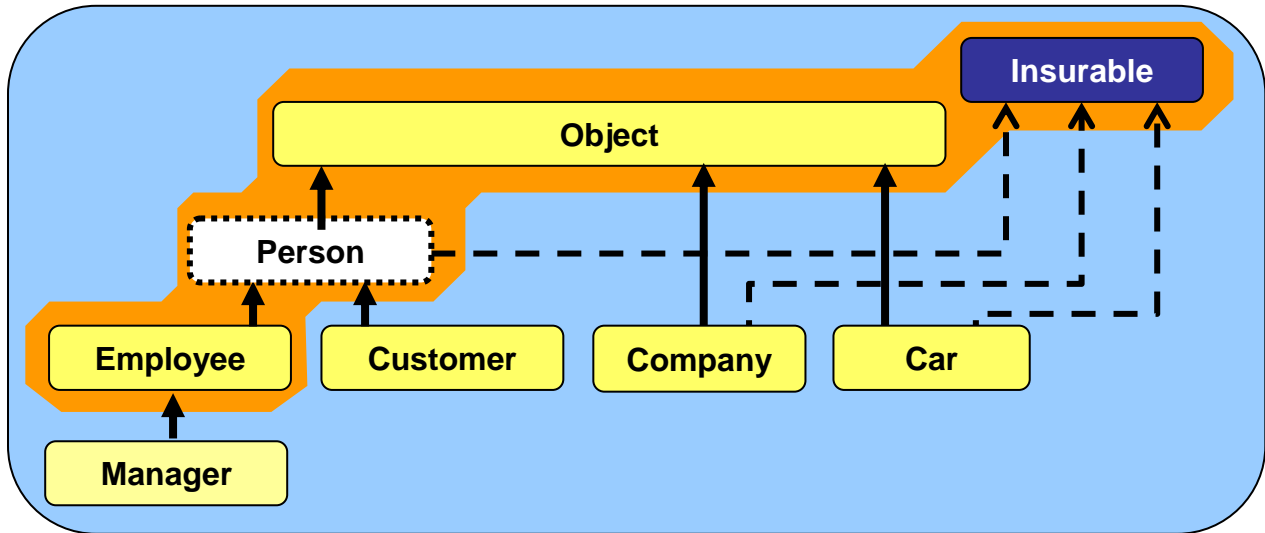 Insurable
Object
Person
Employee
Customer
Company
Car
Manager